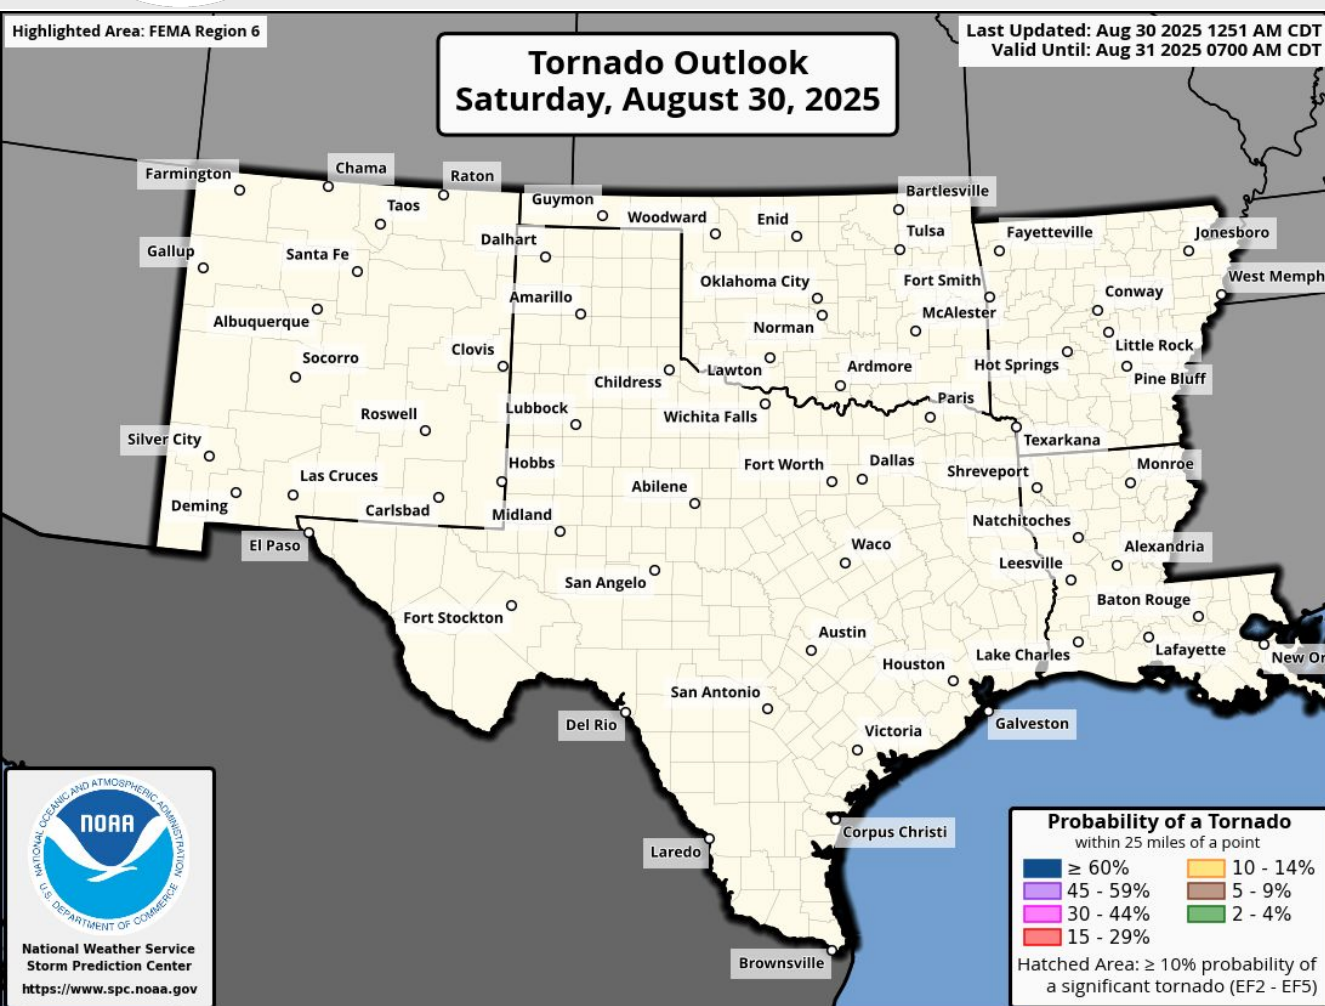 Highlighted Area: FEMA Region 6
Last Updated: Aug 30 2025 1251 AM CDT
Valid Until: Aug 31 2025 0700 AM CDT
Tornado Outlook
Saturday, August 30, 2025
Farmington
Chama
Raton
Taos
Guymon
Woodward
Enid
Bartlesville
Tulsa
Fayetteville
Jonesboro
Gallup
Santa Fe
Dalhart
Oklahoma City
Fort Smith
West Memph
Conway
Albuquerque
Amarillo
Norman
McAlester
Little Rock
Socorro
Clovis
Childress
Lawton
Ardmore
Hot Springs
Pine Bluff
Roswell
Lubbock
Wichita Falls
Paris
Silver City
Texarkana
Las Cruces
Hobbs
Abilene
Fort Worth
Dallas
Shreveport
Monroe
Deming
Carlsbad
Midland
Natchitoches
El Paso
Waco
Alexandria
Leesville
San Angelo
Baton Rouge
Fort Stockton
Austin
Lake Charles
Lafayette
New Or
Houston
San Antonio
Del Rio
Victoria
Galveston
Corpus Christi
Laredo
Brownsville
NATIONAL OCEANIC AND ATMOSPHERIC ADMINISTRATION
NOAA
U.S. DEPARTMENT OF COMMERCE
National Weather Service
Storm Prediction Center
https://www.spc.noaa.gov
Probability of a Tornado
within 25 miles of a point
≥ 60%
45 - 59%
30 - 44%
15 - 29%
10 - 14%
5 - 9%
2 - 4%
Hatched Area: ≥ 10% probability of
a significant tornado (EF2 - EF5)